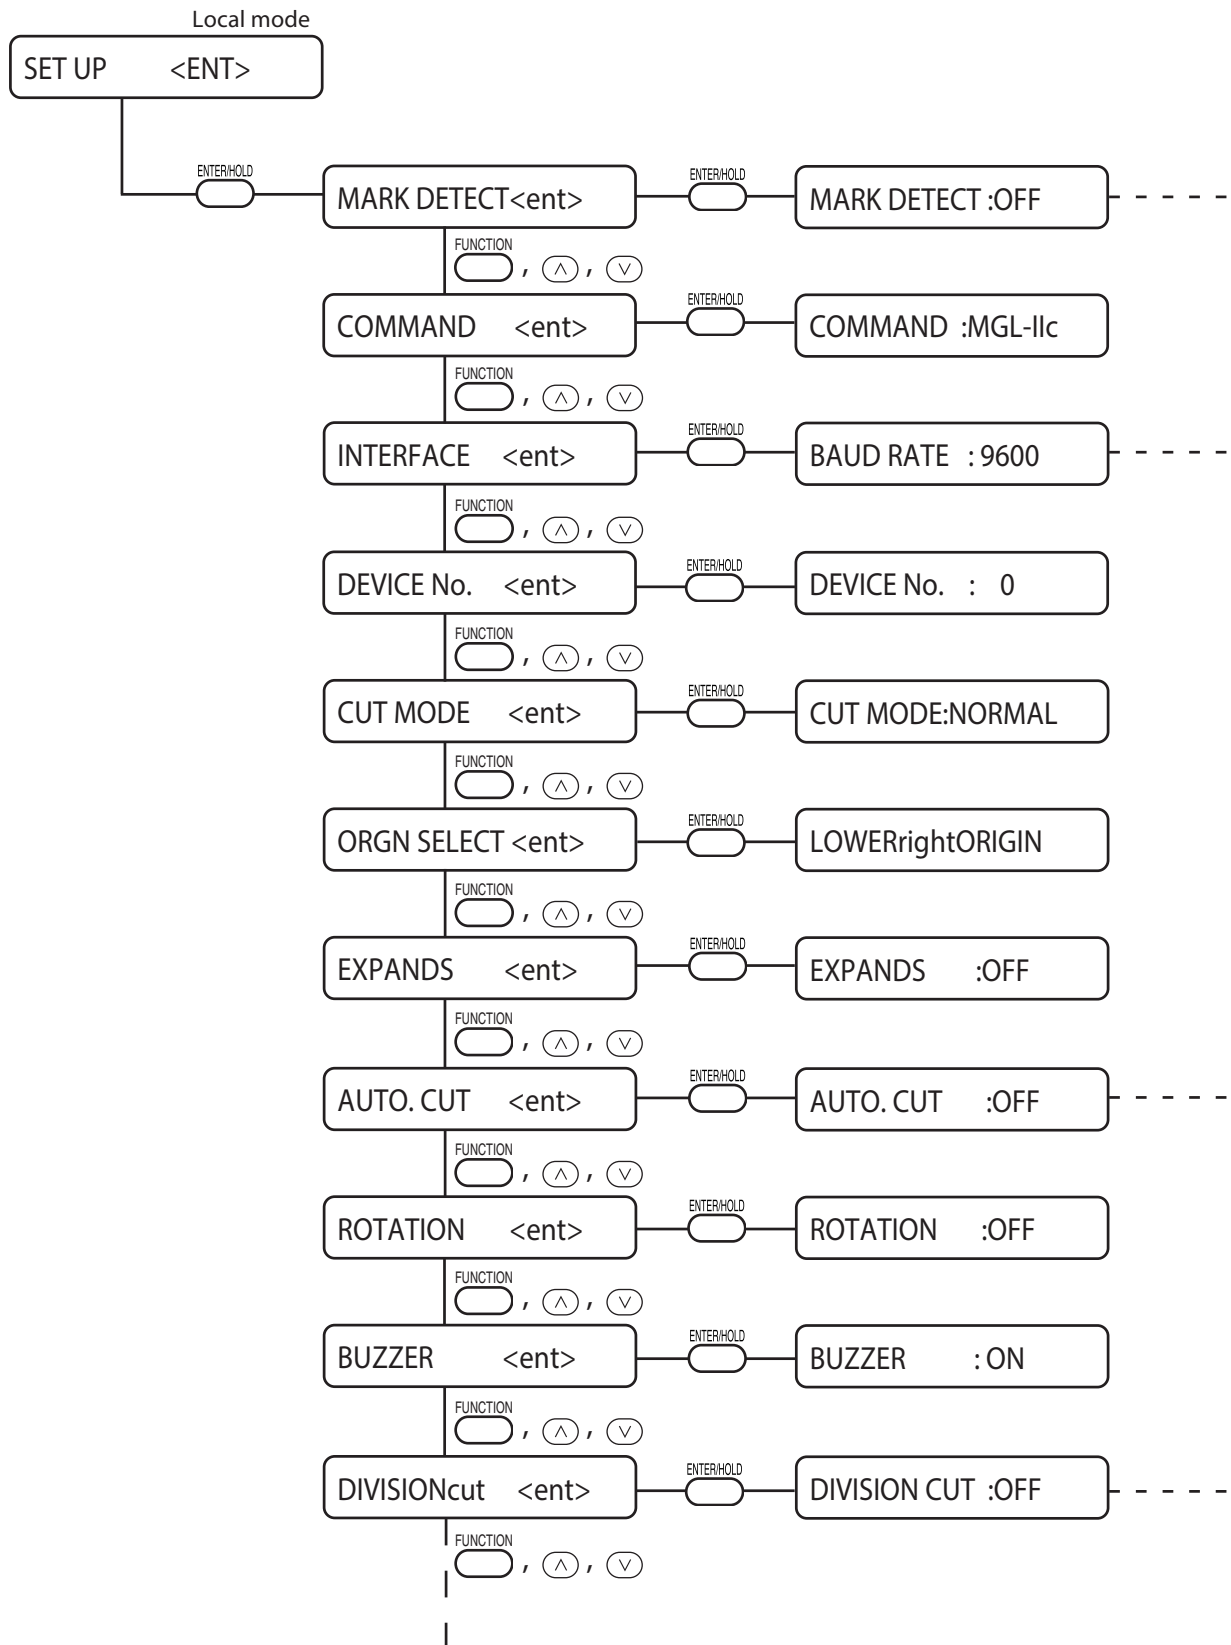 Local mode
SET UP <ENT>
ENTER/HOLD
MARK DETECT<ent>
ENTER/HOLD
MARK DETECT :OFF
FUNCTION
, ,
COMMAND <ent>
ENTER/HOLD
COMMAND :MGL-IIc
FUNCTION
, ,
INTERFACE <ent>
ENTER/HOLD
BAUD RATE : 9600
FUNCTION
, ,
DEVICE No. <ent>
ENTER/HOLD
DEVICE No. : 0
FUNCTION
, ,
CUT MODE <ent>
ENTER/HOLD
CUT MODE:NORMAL
FUNCTION
, ,
ORGN SELECT <ent>
ENTER/HOLD
LOWERrightORIGIN
FUNCTION
, ,
EXPANDS <ent>
ENTER/HOLD
EXPANDS :OFF
FUNCTION
, ,
AUTO. CUT <ent>
ENTER/HOLD
AUTO. CUT :OFF
FUNCTION
, ,
ROTATION <ent>
ENTER/HOLD
ROTATION :OFF
FUNCTION
, ,
BUZZER <ent>
ENTER/HOLD
BUZZER : ON
FUNCTION
, ,
DIVISIONcut <ent>
ENTER/HOLD
DIVISION CUT :OFF
FUNCTION
, ,